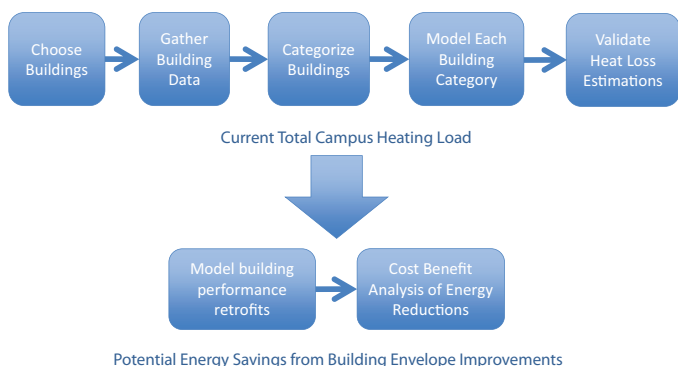 Choose
Buildings
Gather
Building
Data
Categorize
Buildings
Model Each
Building
Category
Validate
Heat Loss
Estimations
Current Total Campus Heating Load
Model building
performance
retrofits
Cost Benefit
Analysis of Energy
Reductions
Potential Energy Savings from Building Envelope Improvements